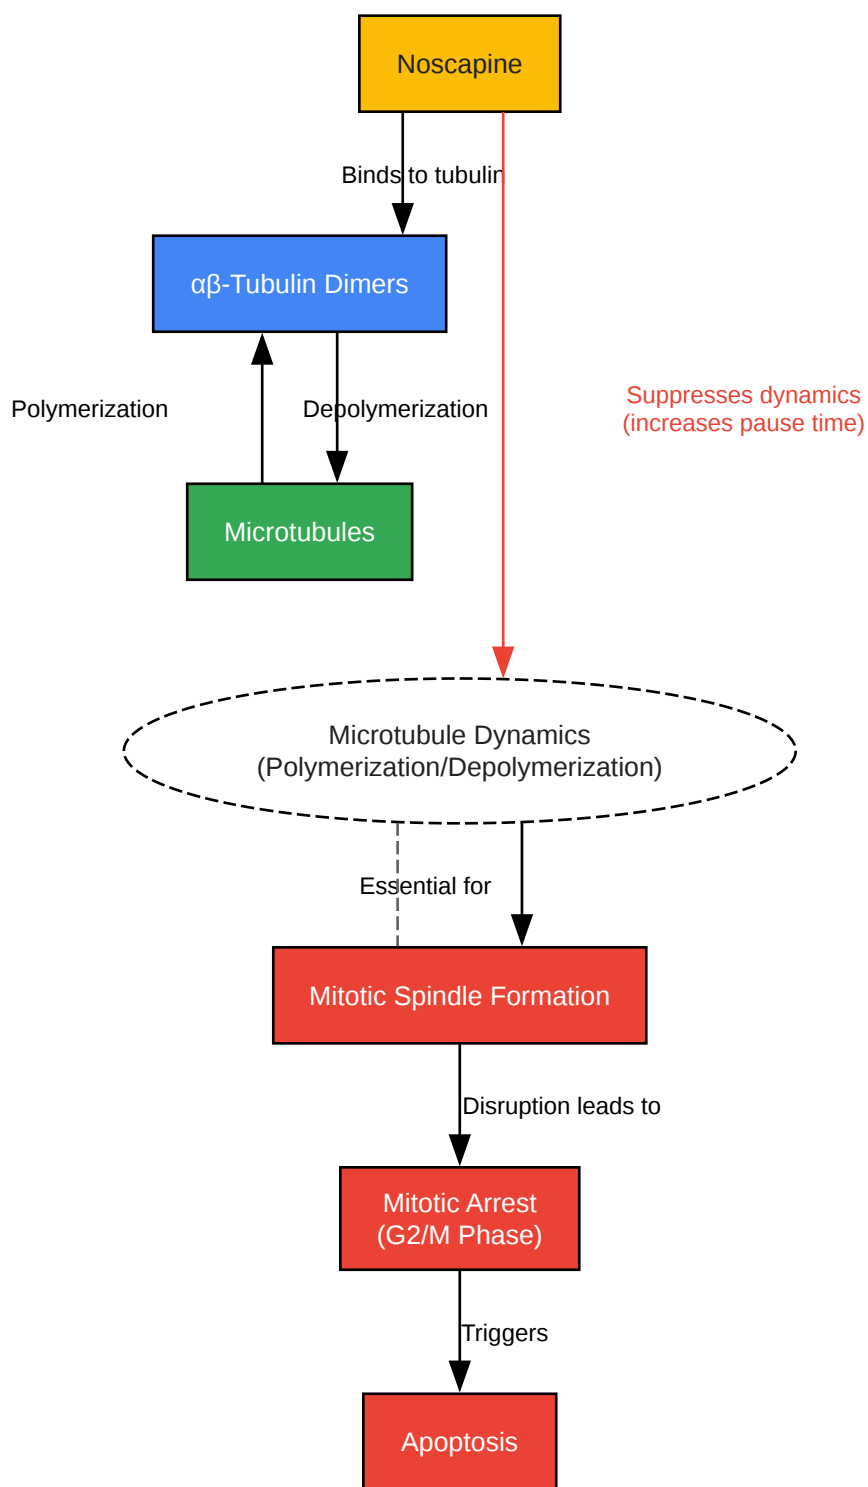 Noscapine
Binds to tubulin
αβ-Tubulin Dimers
Polymerization
Depolymerization
Suppresses dynamics
(increases pause time)
Microtubules
Microtubule Dynamics
(Polymerization/Depolymerization)
Essential for
Mitotic Spindle Formation
Disruption leads to
Mitotic Arrest
(G2/M Phase)
Triggers
Apoptosis